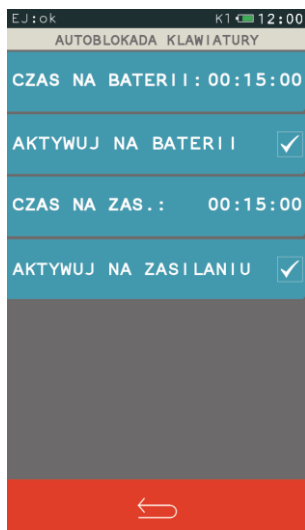 EJ:ok K1 12:00
AUTOBLOKADA KLAWIATURY
CZAS NA BATERII: 00:15:00
AKTYWUJ NA BATERII
CZAS NA ZAS.: 00:15:00
AKTYWUJ NA ZASILANIU